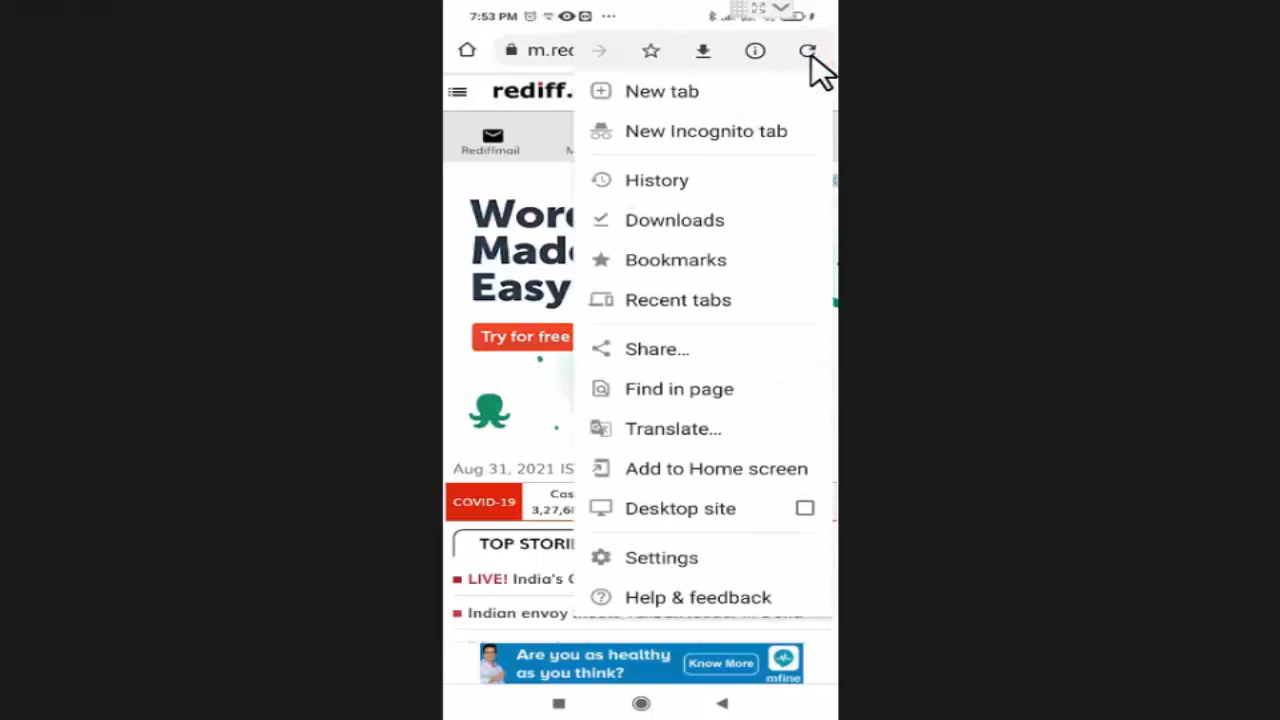 7:53 PM
m.red
rediff.
New tab
New Incognito tab
Rediffmail
History
Downloads
Bookmarks
Recent tabs
Made
Easy
Try for free
Share...
Find in page
Translate...
Add to Home screen
Desktop site
Aug 31, 2021 IS
COVID-19
Cas
3,27,6
TOP STORI
Settings
LIVE! India's
Help & feedback
Indian envoy
Are you as healthy
as you think?
Know More
mfine